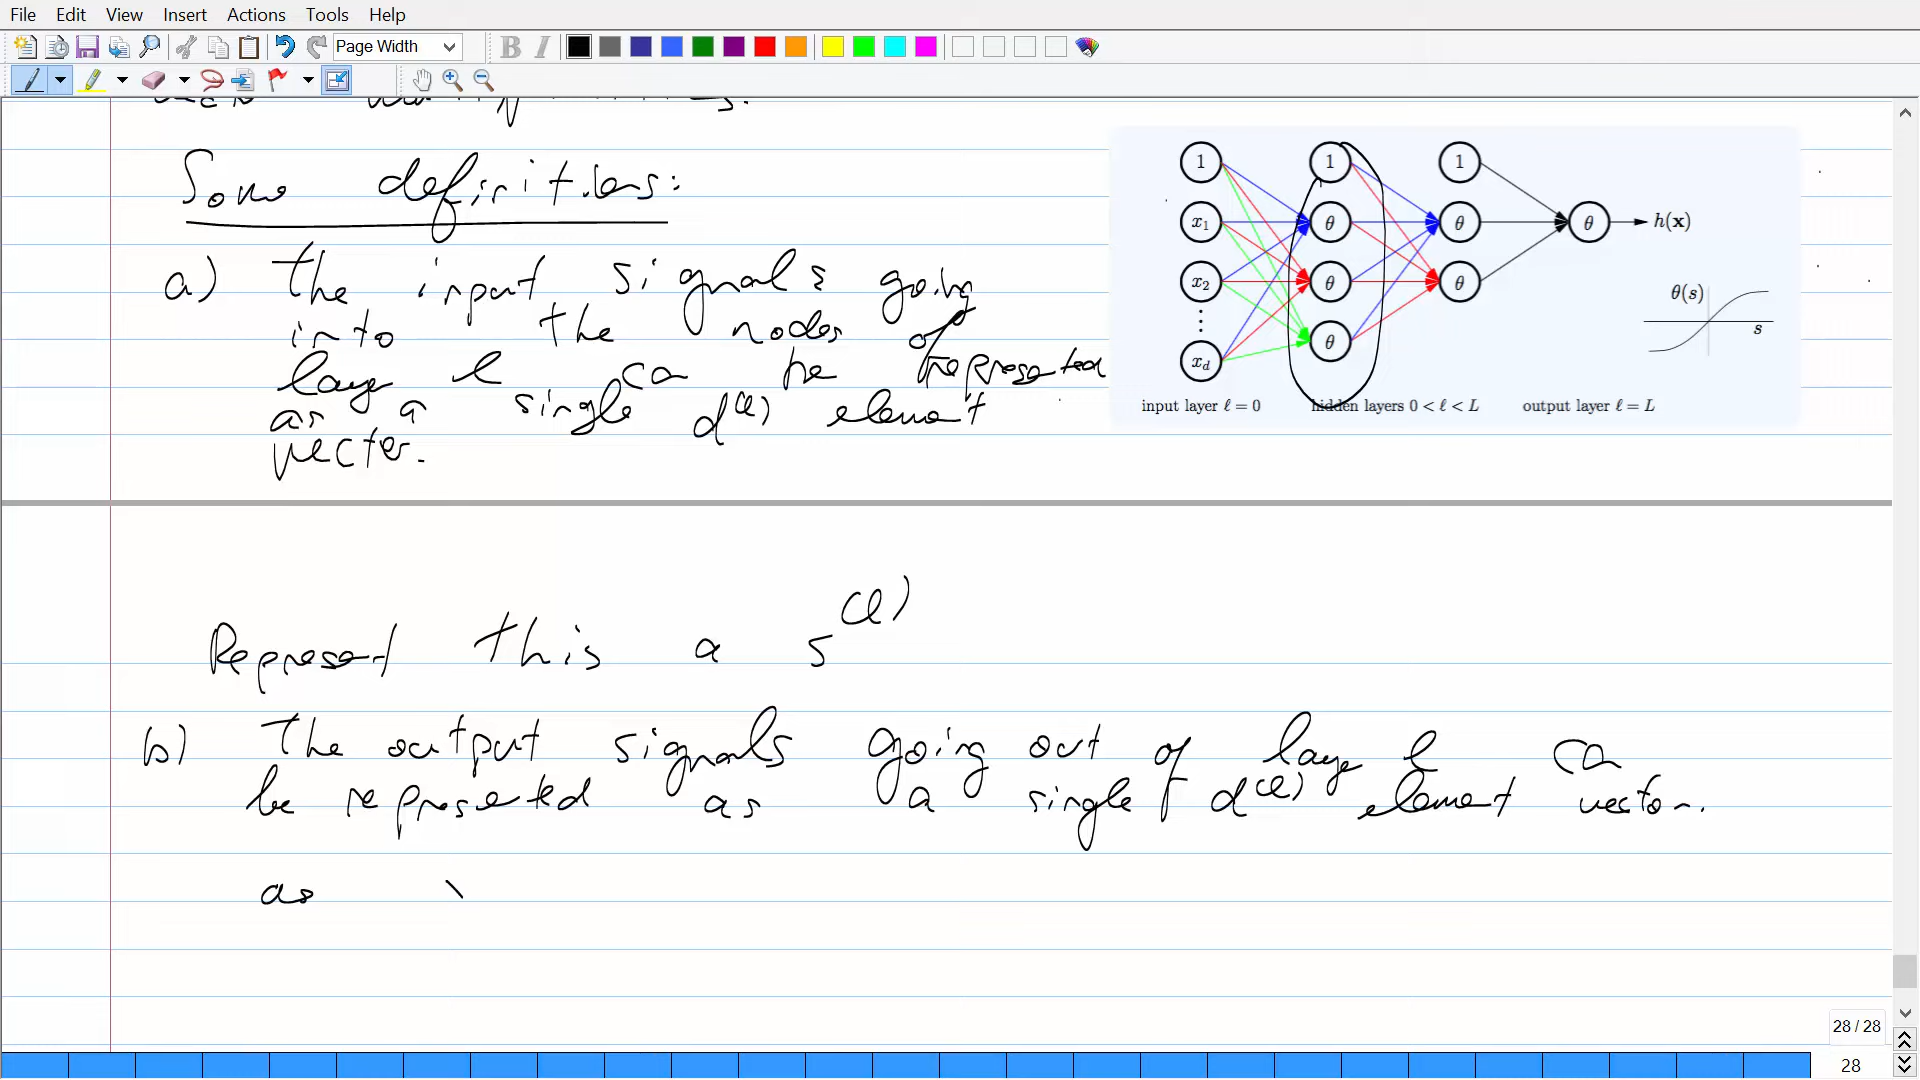 File Edit View Insert Actions Tools Help
Page Width B I
Some definitions:
a) The input signals going
into the nodes of
layer l can be represented
as a single d(l) element
vector.
1 1 1
x1 θ θ θ h(x)
x2 θ θ θ(s)
⋮ s
xd θ
input layer ℓ = 0 hidden layers 0 < ℓ < L output layer ℓ = L
Represent this a s(l)
b) The output signals going out of layer l can
be represented as a single d(l) element vector.
as
28 / 28
28